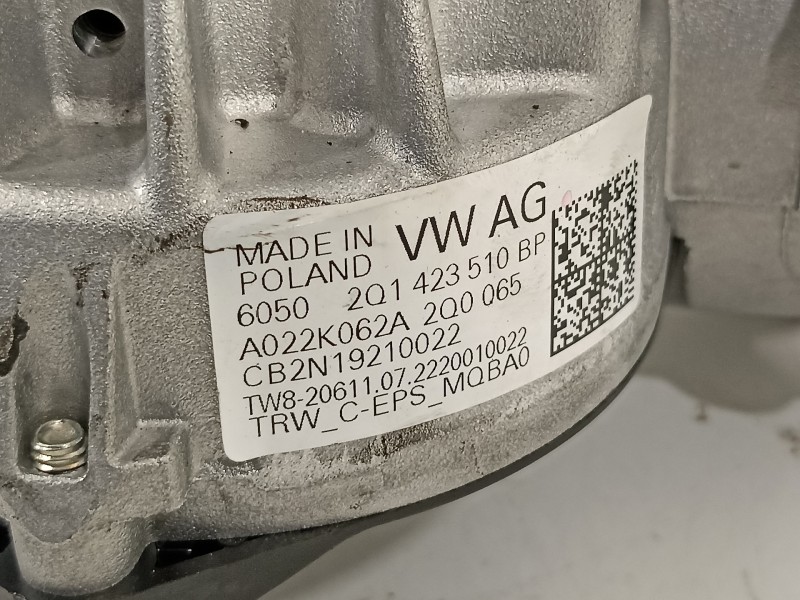 MADE IN
POLAND VW AG
6050 2Q1 423 510 BP
A022K062A 2Q0 065
CB2N19210022
TW8-20611.07.2220010022
TRW_C-EPS_MQBA0